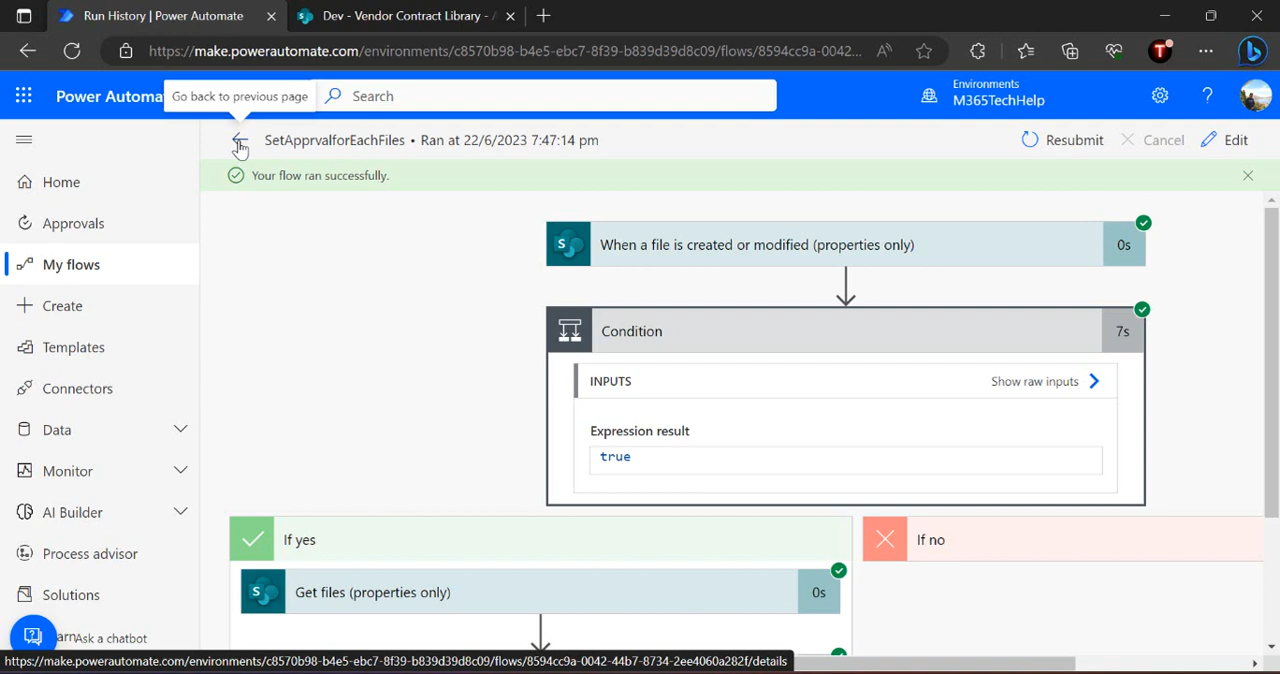 Run History | Power Automate
Dev - Vendor Contract Library - /
https://make.powerautomate.com/environments/c8570b98-b4e5-ebc7-8f39-b839d39d8c09/flows/8594cc9a-0042...
Power Automa
Go back to previous page
Search
Environments
M365TechHelp
SetApprvalforEachFiles • Ran at 22/6/2023 7:47:14 pm
Resubmit
Cancel
Edit
Your flow ran successfully.
Home
Approvals
My flows
Create
Templates
Connectors
Data
Monitor
AI Builder
Process advisor
Solutions
earn
Ask a chatbot
When a file is created or modified (properties only)
0s
Condition
7s
INPUTS
Show raw inputs
Expression result
true
If yes
If no
Get files (properties only)
0s
https://make.powerautomate.com/environments/c8570b98-b4e5-ebc7-8f39-b839d39d8c09/flows/8594cc9a-0042-44b7-8734-2ee4060a282f/details